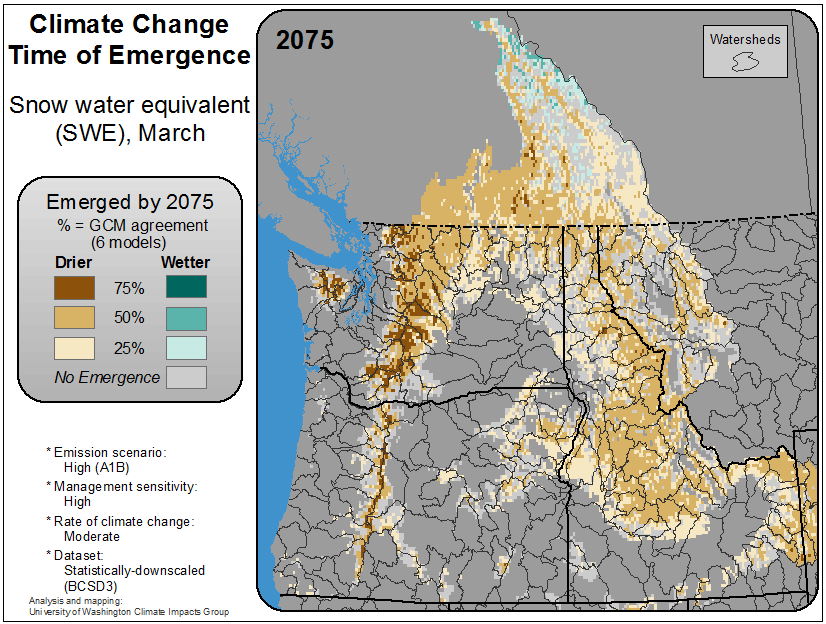 Climate Change
Time of Emergence
Snow water equivalent
(SWE), March
Emerged by 2075
% = GCM agreement
(6 models)
Drier Wetter
75%
50%
25%
No Emergence
* Emission scenario:
High (A1B)
* Management sensitivity:
High
* Rate of climate change:
Moderate
* Dataset:
Statistically-downscaled
(BCSD3)
Analysis and mapping:
University of Washington Climate Impacts Group
2075
Watersheds